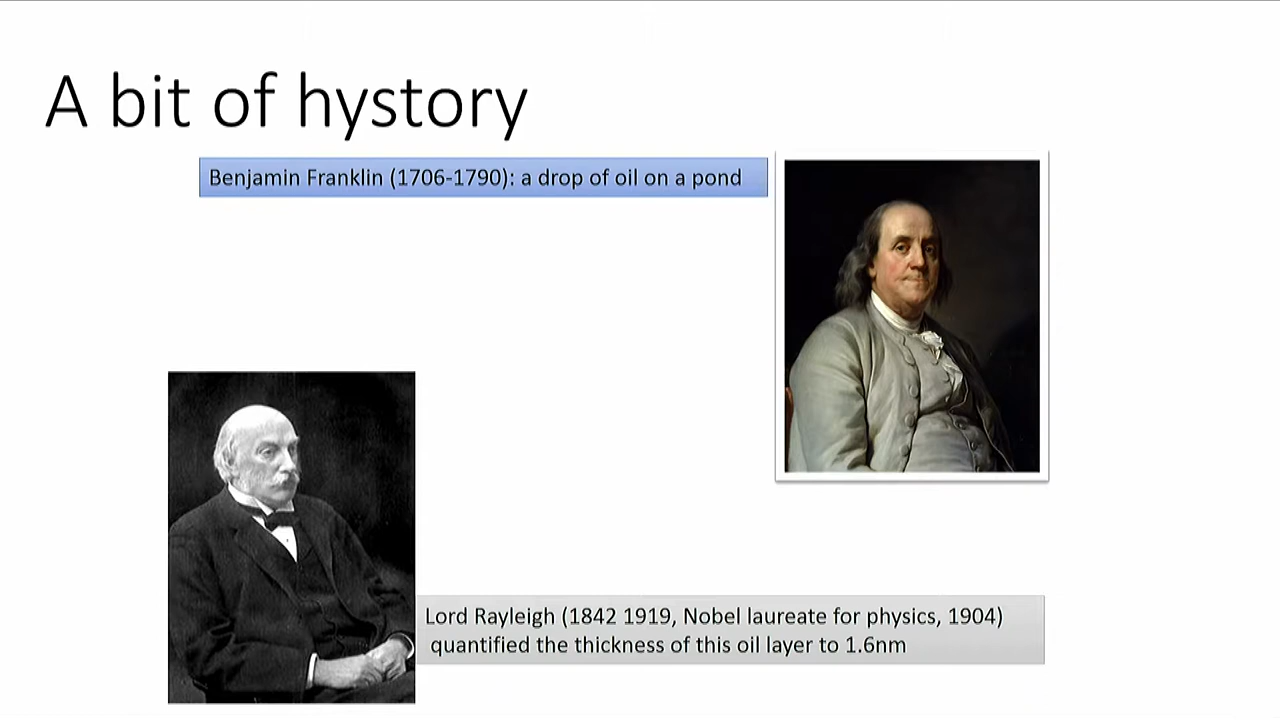 A bit of hystory
Benjamin Franklin (1706-1790): a drop of oil on a pond
Lord Rayleigh (1842 1919, Nobel laureate for physics, 1904)
quantified the thickness of this oil layer to 1.6nm